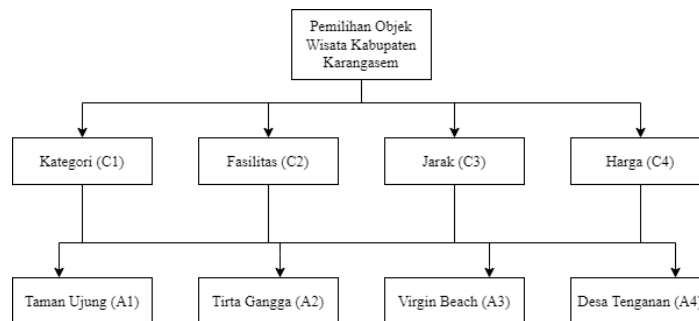 Pemilihan Objek
Wisata Kabupaten
Karangasem
Kategori (C1)
Fasilitas (C2)
Jarak (C3)
Harga (C4)
Taman Ujung (A1)
Tirta Gangga (A2)
Virgin Beach (A3)
Desa Tenganan (A4)